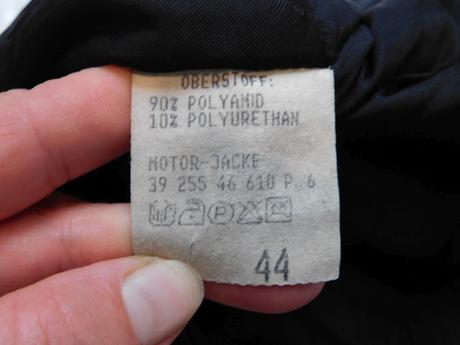 OBERSTOFF:
90% POLYAMID
10% POLYURETHAN
MOTOR-JACKE
39 255 46 610 P. 6
P
44